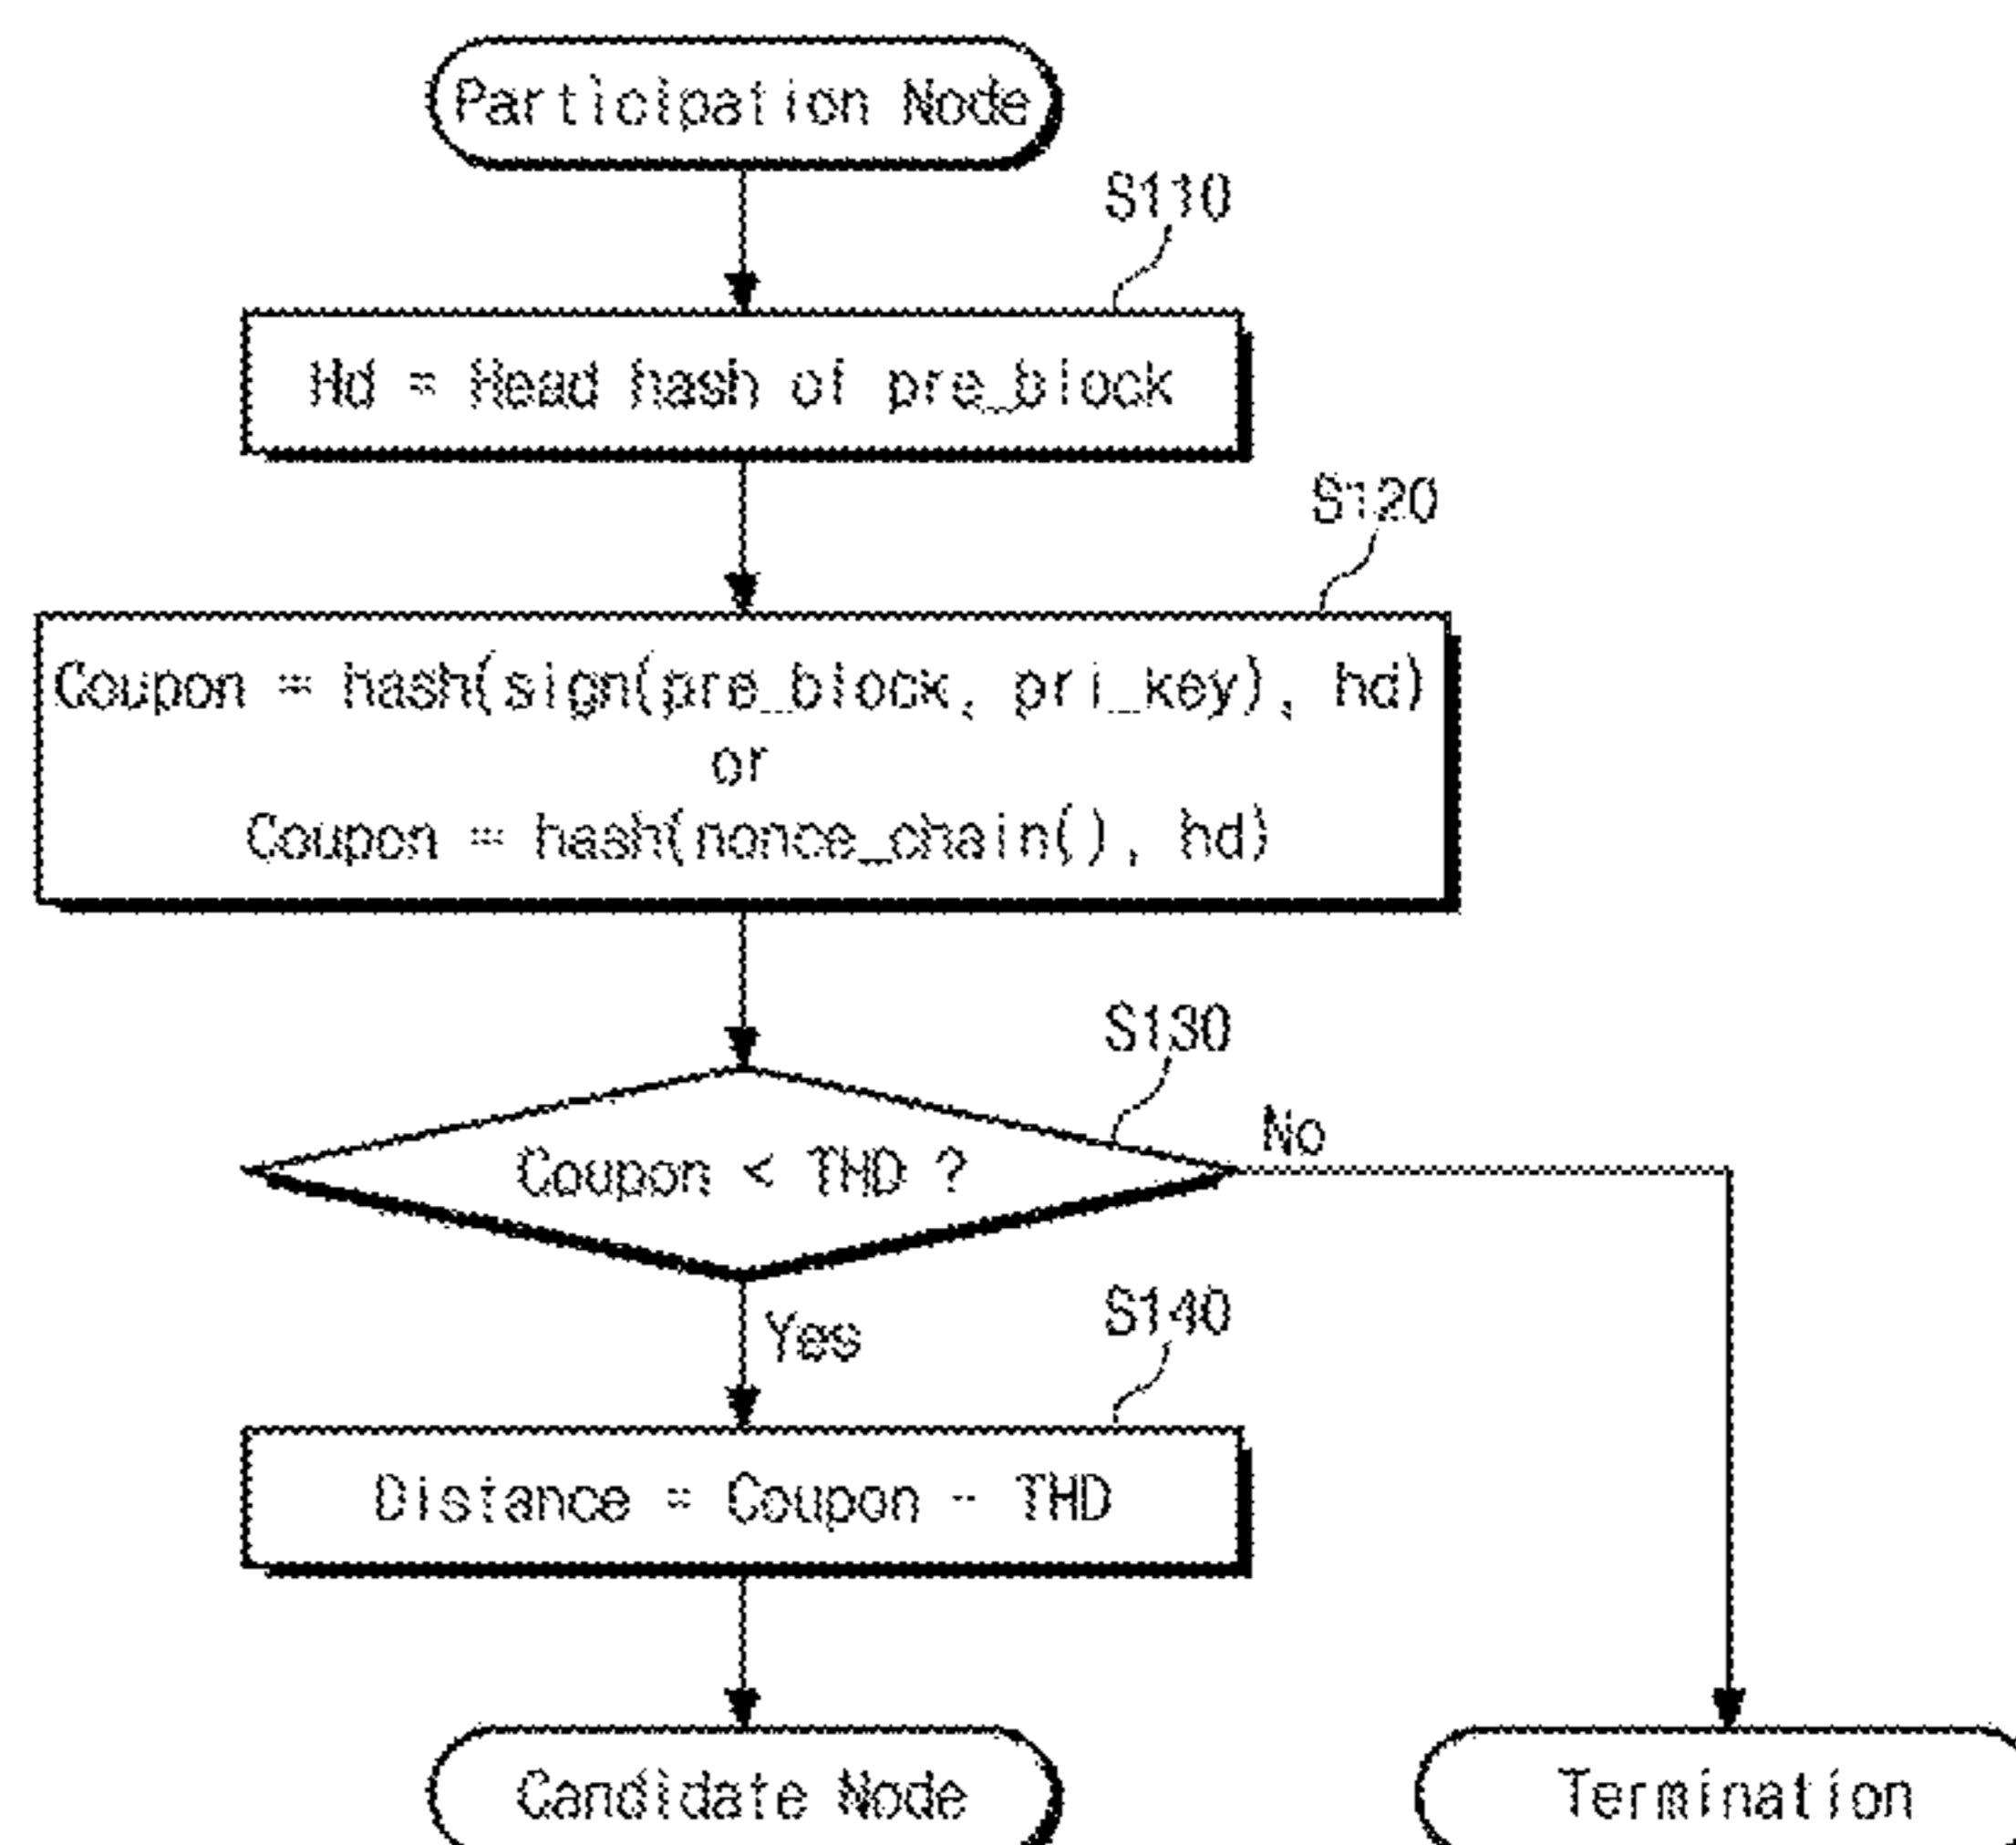 Participation Node
S110
Hd = Head hash of pre_block
S120
Coupon = hash(sign(pre_block, pri_key), hd)
or
Coupon = hash(nonce_chain(), hd)
S130
Coupon < THD ?
No
Yes
S140
Distance = Coupon - THD
Candidate Node
Termination